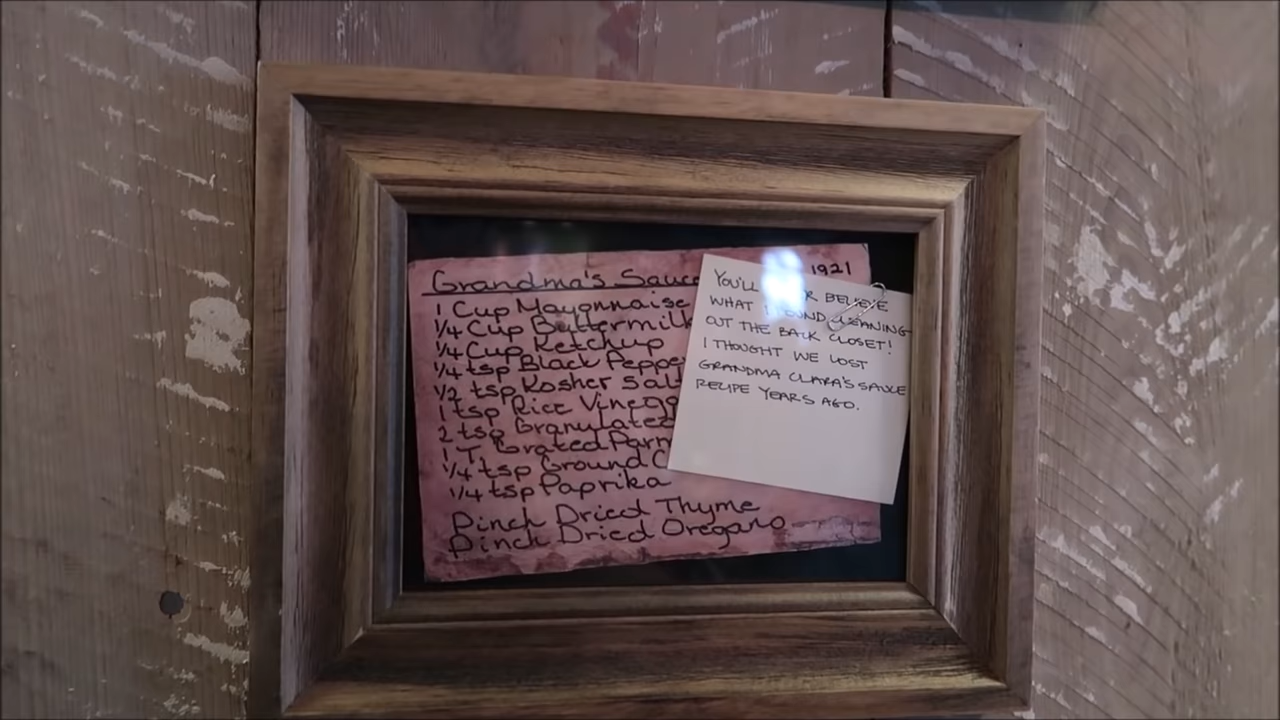 Grandma's Sauce
1921
1 Cup Mayonnaise
1/4 Cup Buttermilk
1/4 Cup Ketchup
1/4 tsp Black Pepper
1/2 tsp Kosher Salt
1 tsp Rice
2 tsp Granulated
1 T. Grated
1/4 tsp Ground
1/4 tsp Paprika
Pinch Dried Thyme
Pinch Dried Oregano
YOU'LL BELIEVE
WHAT I FOUND CLEANING
OUT THE BACK CLOSET!
I THOUGHT WE LOST
GRANDMA CLARA'S SAUCE
RECIPE YEARS AGO.